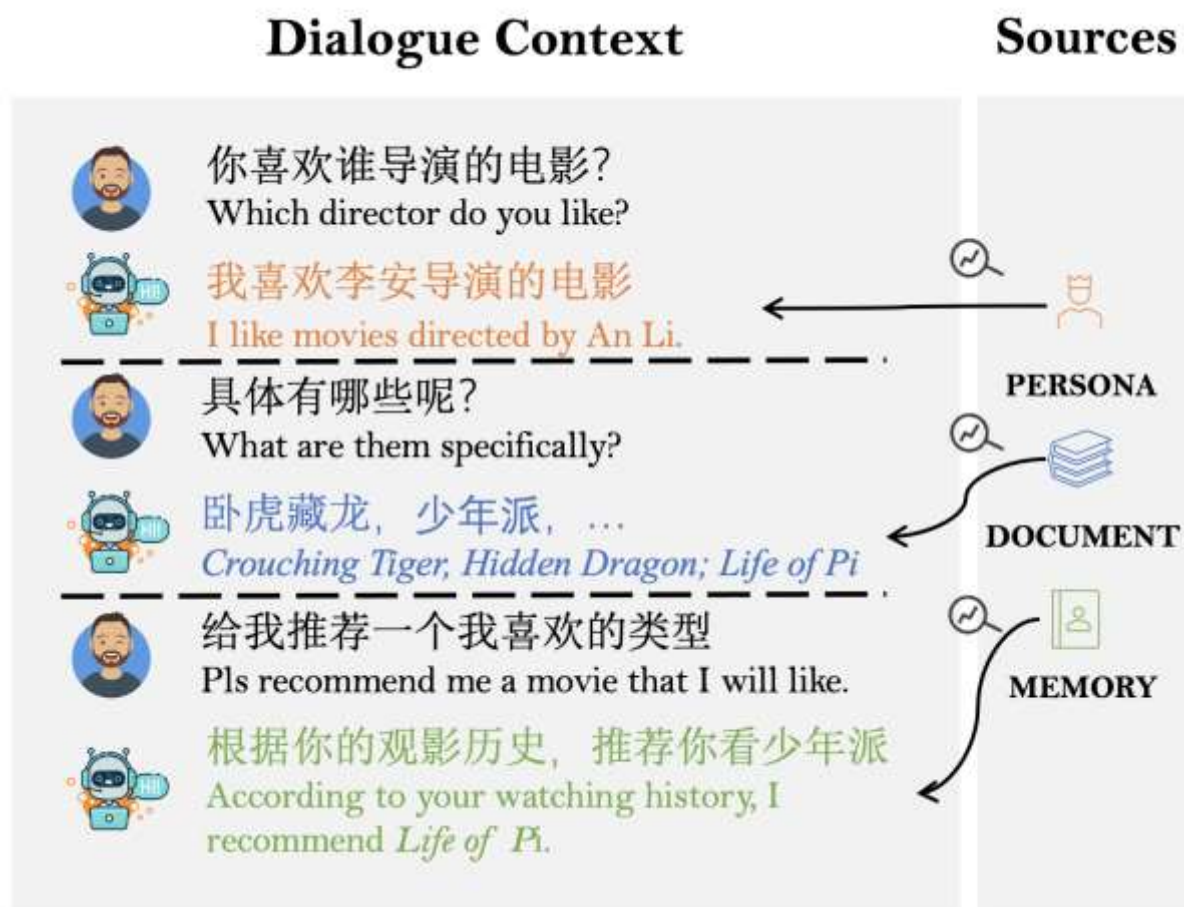 Dialogue Context
Sources
你喜欢谁导演的电影?
Which director do you like?
Hi!
我喜欢李安导演的电影
I like movies directed by An Li.
PERSONA
具体有哪些呢?
What are them specifically?
Hi!
卧虎藏龙，少年派，…
Crouching Tiger, Hidden Dragon; Life of Pi
DOCUMENT
给我推荐一个我喜欢的类型
Pls recommend me a movie that I will like.
MEMORY
Hi!
根据你的观影历史，推荐你看少年派
According to your watching history, I
recommend Life of Pi.